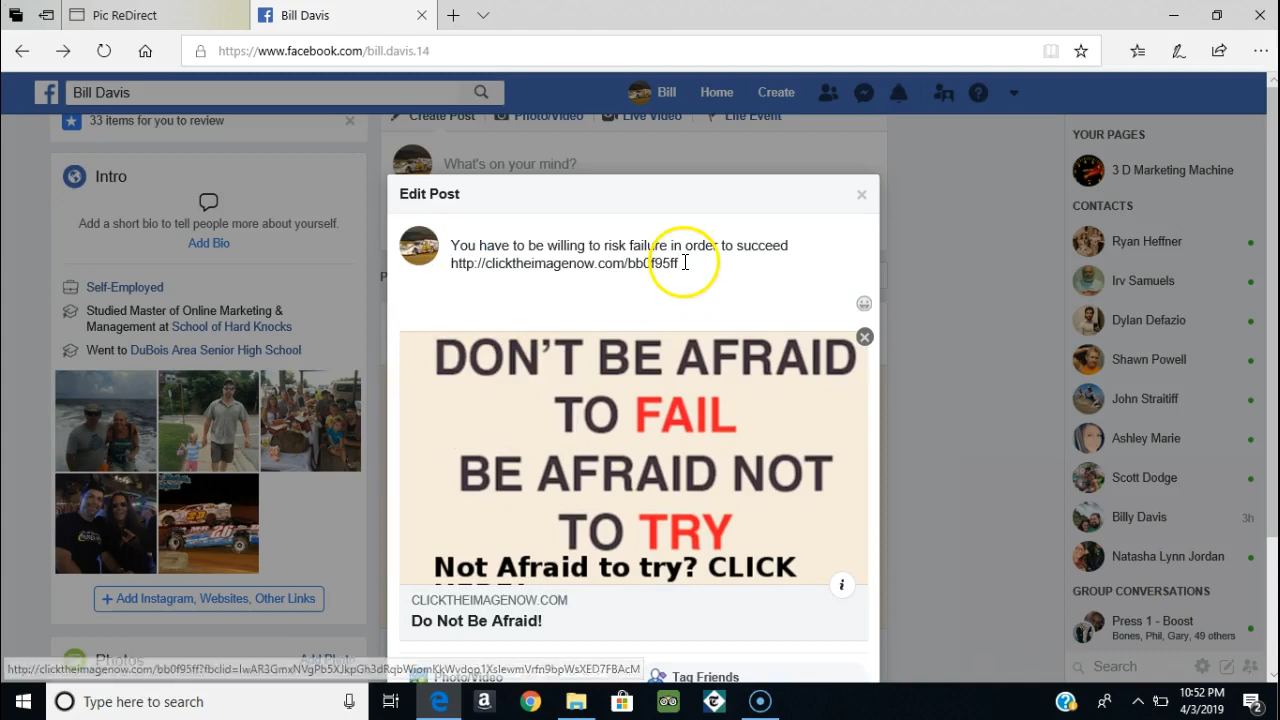 Pic ReDirect
Bill Davis
https://www.facebook.com/bill.davis.14
Bill Davis
Bill
Home
Create
33 items for you to review
Intro
Add a short bio to tell people more about yourself.
Add Bio
Self-Employed
Studied Master of Online Marketing &
Management at School of Hard Knocks
Went to DuBois Area Senior High School
+ Add Instagram, Websites, Other Links
Photos
Add Photo
Create Post
Photo/Video
Live Video
Life Event
What's on your mind?
Edit Post
You have to be willing to risk failure in order to succeed
http://clicktheimagenow.com/bb0f95ff
DON'T BE AFRAID
TO FAIL
BE AFRAID NOT
TO TRY
Not Afraid to try? CLICK
CLICKTHEIMAGENOW.COM
Do Not Be Afraid!
Photo/Video
Tag Friends
YOUR PAGES
3 D Marketing Machine
CONTACTS
Ryan Heffner
Irv Samuels
Dylan Defazio
Shawn Powell
John Straitiff
Ashley Marie
Scott Dodge
Billy Davis
3h
Natasha Lynn Jordan
GROUP CONVERSATIONS
Press 1 - Boost
Bones, Phil, Gary, 49 others
Search
Type here to search
10:52 PM
4/3/2019
2